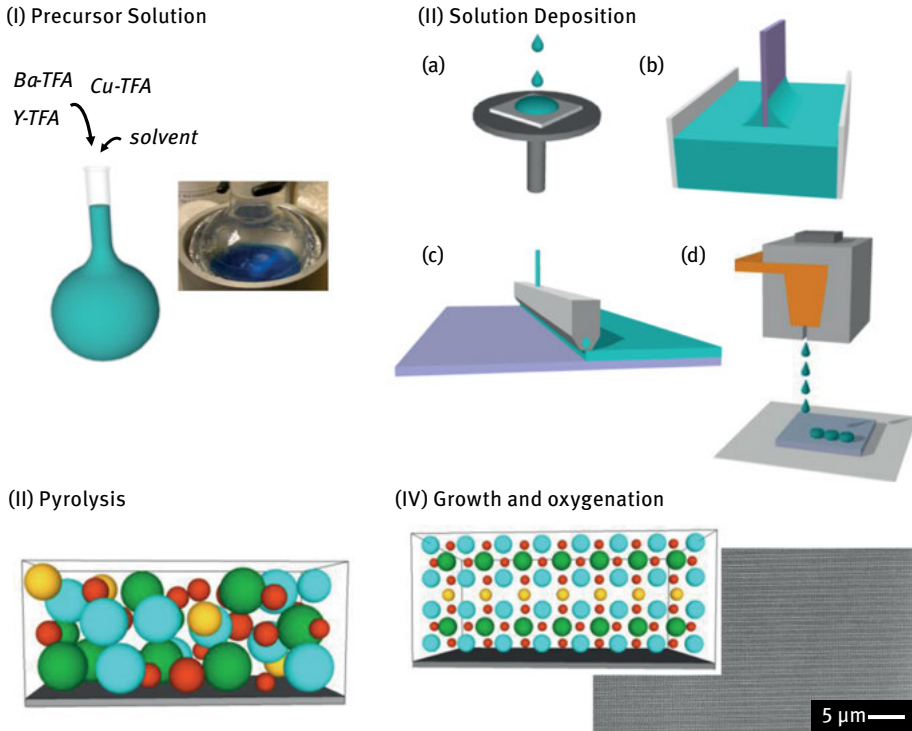 (I) Precursor Solution
Ba-TFA
Cu-TFA
Y-TFA
solvent
(II) Solution Deposition
(a)
(b)
(c)
(d)
(II) Pyrolysis
(IV) Growth and oxygenation
5 µm